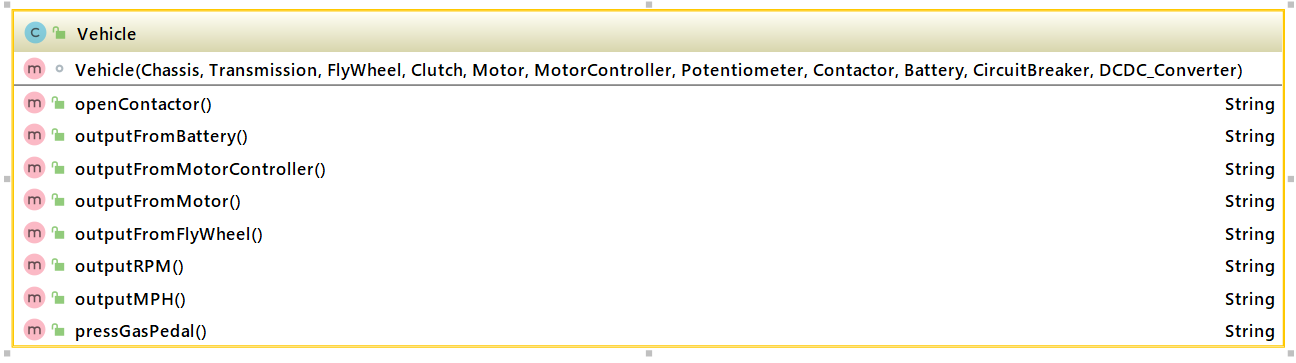 C Vehicle
m Vehicle(Chassis, Transmission, FlyWheel, Clutch, Motor, MotorController, Potentiometer, Contactor, Battery, CircuitBreaker, DCDC_Converter)
m openContactor() String
m outputFromBattery() String
m outputFromMotorController() String
m outputFromMotor() String
m outputFromFlyWheel() String
m outputRPM() String
m outputMPH() String
m pressGasPedal() String